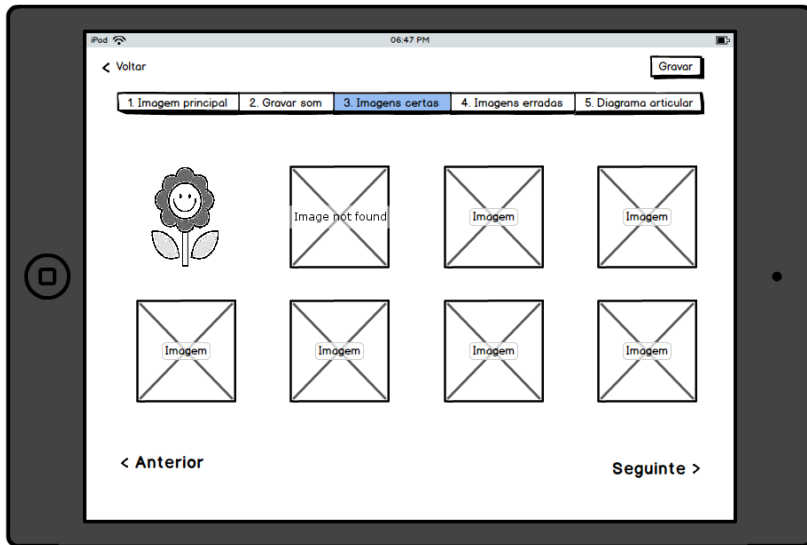 iPad 06:47 PM
< Voltar
Gravar
1. Imagem principal 2. Gravar som 3. Imagens certas 4. Imagens erradas 5. Diagrama articular
Image not found Imagem Imagem
Imagem Imagem Imagem Imagem
< Anterior
Seguinte >